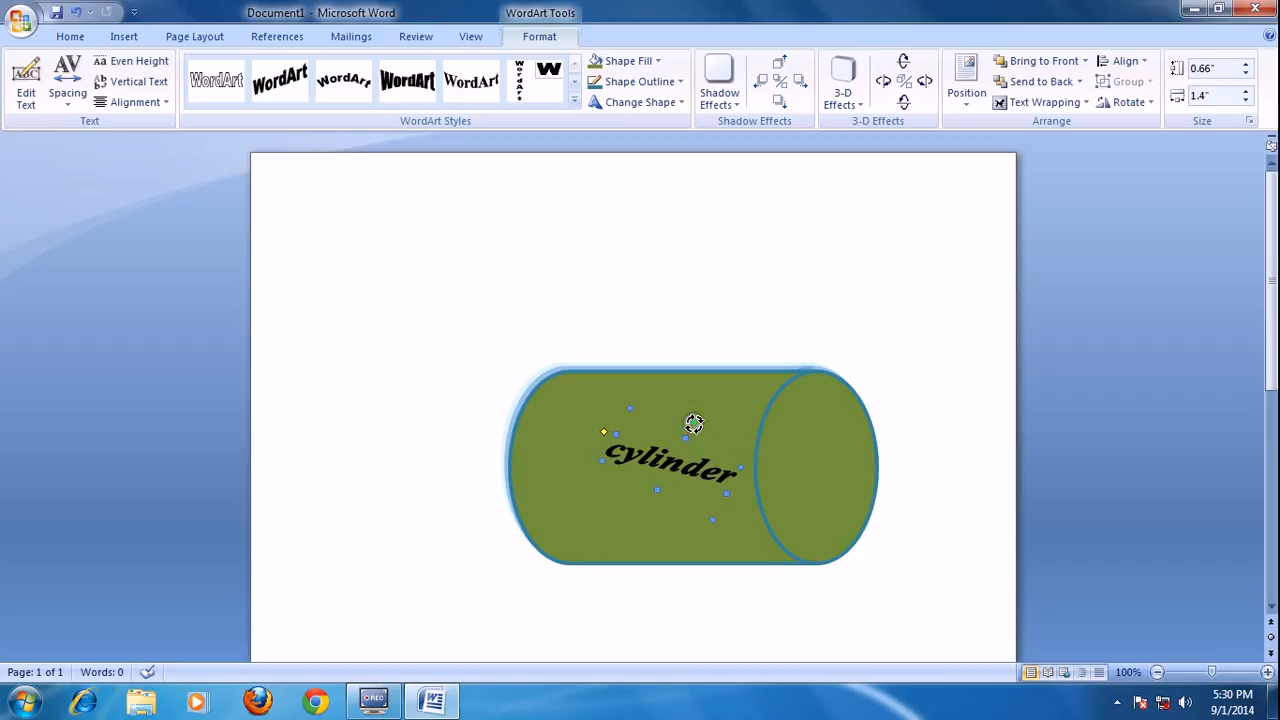 Document1 - Microsoft Word
WordArt Tools
Home Insert Page Layout References Mailings Review View Format
Edit Text
Spacing
Even Height
Vertical Text
Alignment
Text
WordArt WordArt WordArt WordArt WordArt WordArt W
WordArt Styles
Shape Fill
Shape Outline
Change Shape
Shadow Effects
Shadow Effects
3-D Effects
3-D Effects
Position
Bring to Front
Send to Back
Text Wrapping
Align
Group
Rotate
Arrange
0.66"
1.4"
Size
cylinder
Page: 1 of 1 Words: 0
100%
REC
5:30 PM
9/1/2014